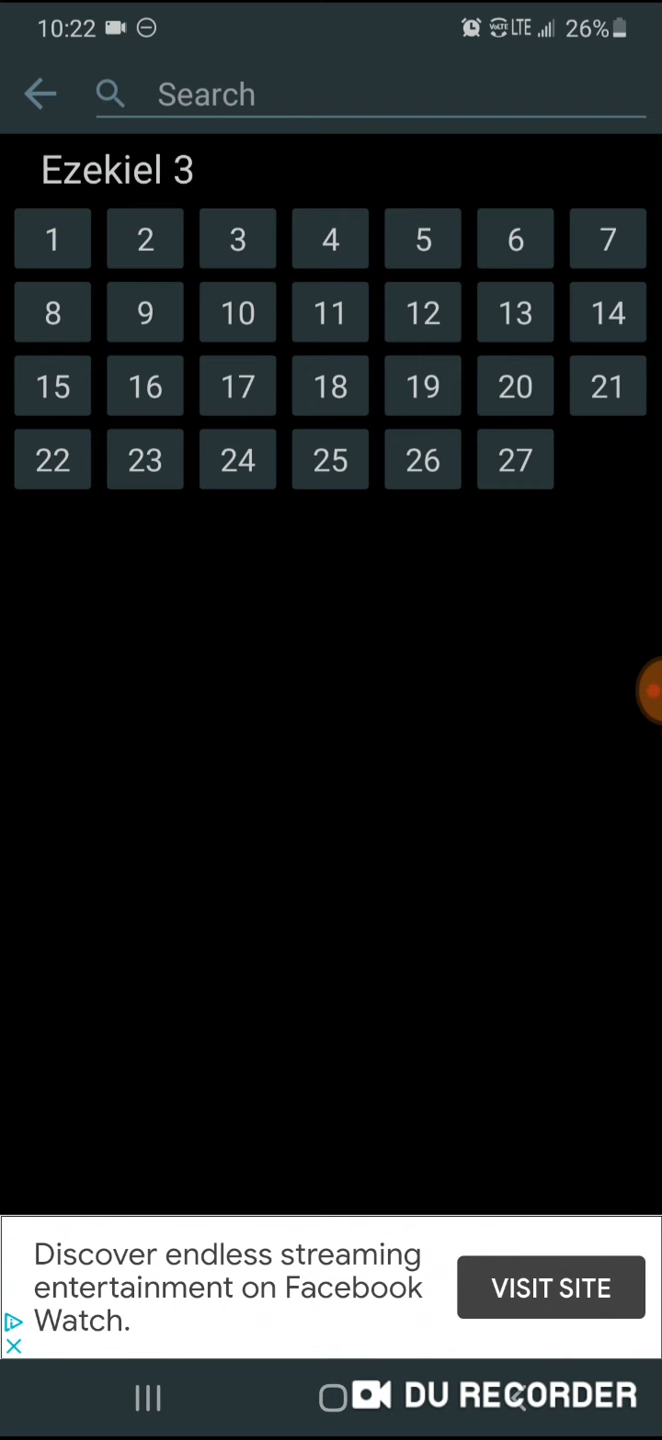 10:22 VoLTE LTE 26%
Search
Ezekiel 3
1 2 3 4 5 6 7
8 9 10 11 12 13 14
15 16 17 18 19 20 21
22 23 24 25 26 27
Discover endless streaming
entertainment on Facebook
Watch.
VISIT SITE
DU RECORDER